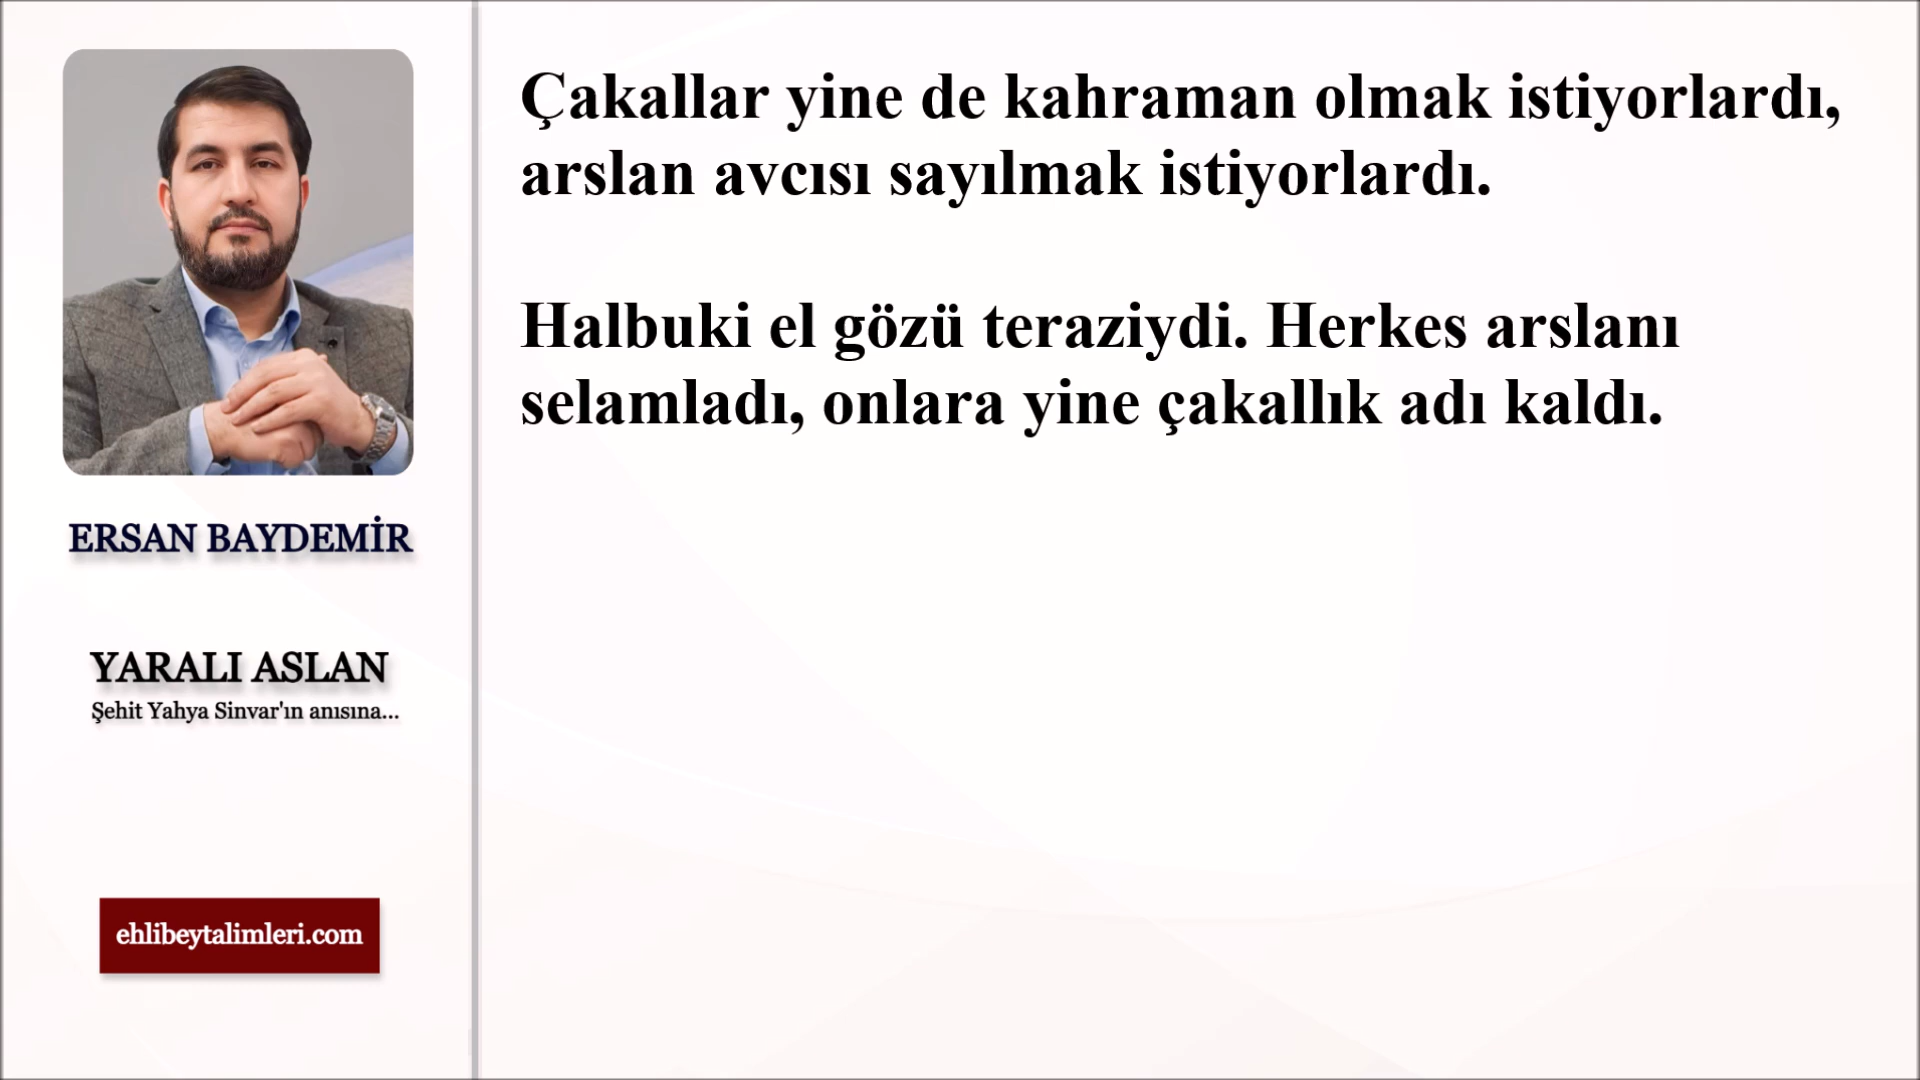 ERSAN BAYDEMİR
YARALI ASLAN
Şehit Yahya Sinvar'ın anısına...
ehlibeytalimleri.com
Çakallar yine de kahraman olmak istiyorlardı,
arslan avcısı sayılmak istiyorlardı.
Halbuki el gözü teraziydi. Herkes arslanı
selamladı, onlara yine çakallık adı kaldı.